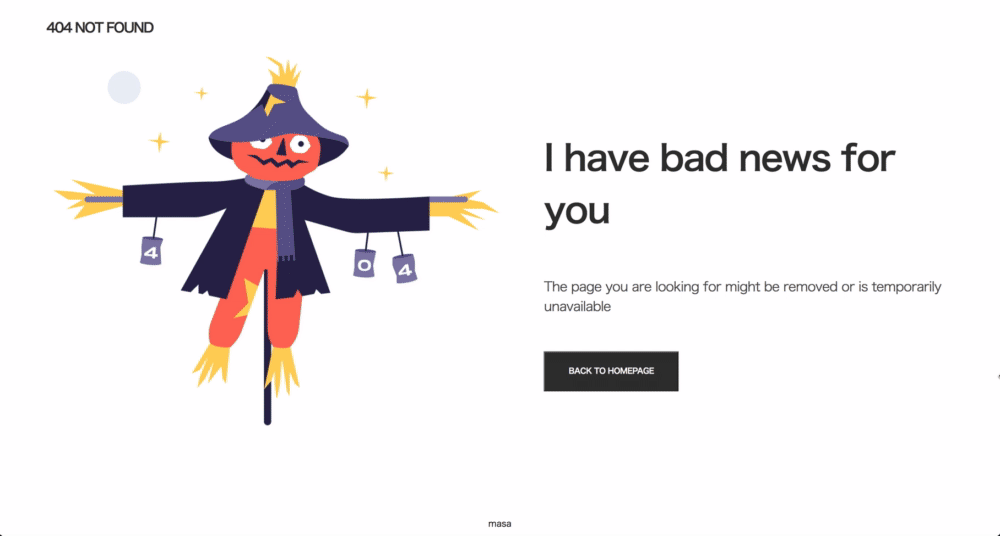 404 NOT FOUND
4
0
4
I have bad news for
you
The page you are looking for might be removed or is temporarily
unavailable
BACK TO HOMEPAGE
masa